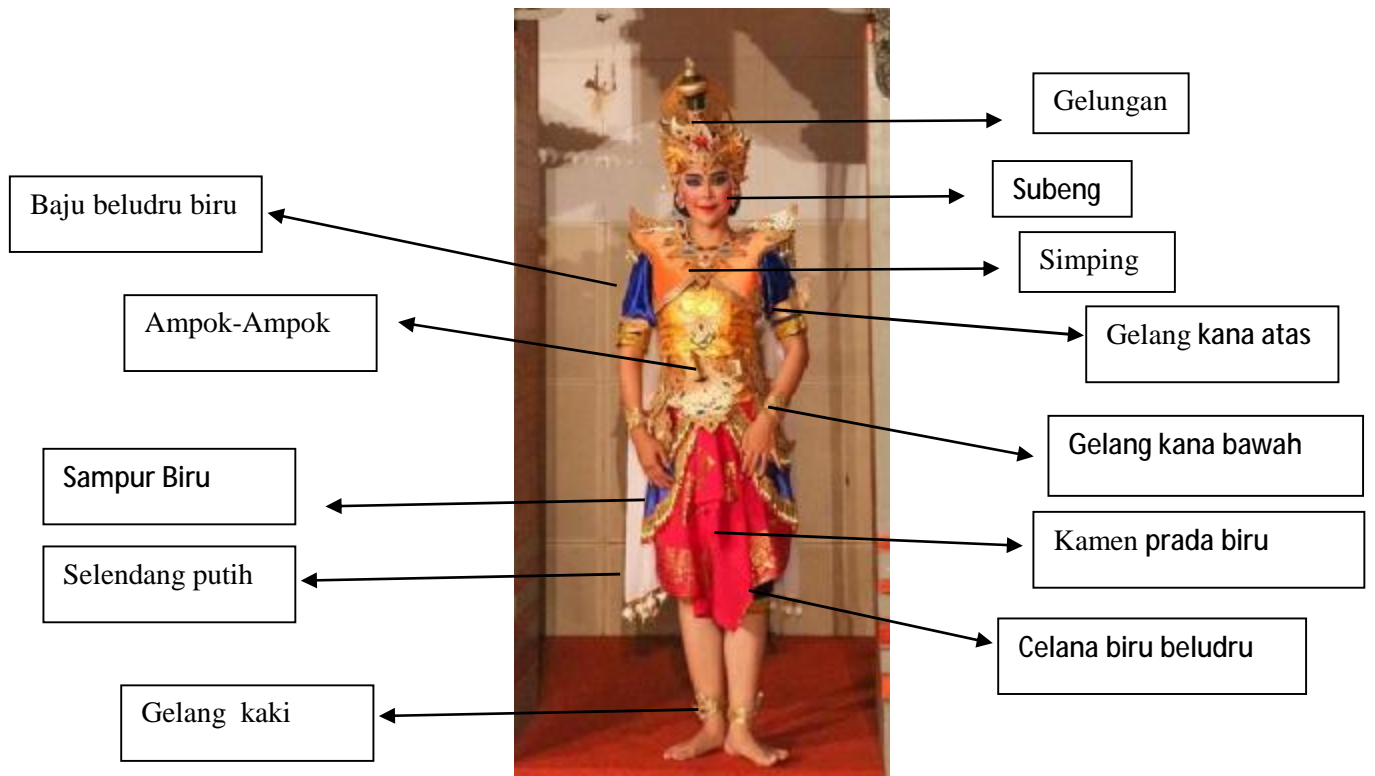 Gelungan
Subeng
Baju beludru biru
Simping
Ampok-Ampok
Gelang kana atas
Gelang kana bawah
Sampur Biru
Kamen prada biru
Selendang putih
Celana biru beludru
Gelang kaki